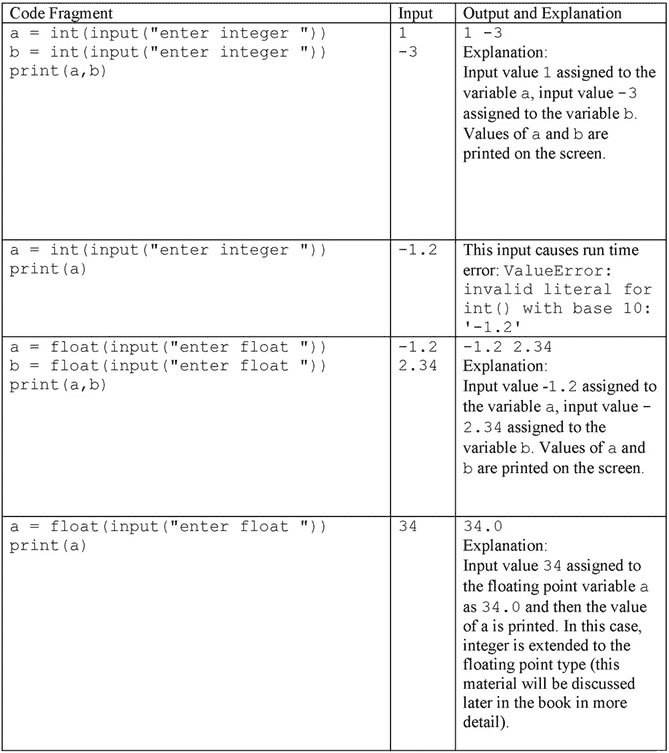 Code Fragment
Input
Output and Explanation
a = int(input("enter integer "))
b = int(input("enter integer "))
print(a,b)
1
-3
1 -3
Explanation:
Input value 1 assigned to the
variable a, input value -3
assigned to the variable b.
Values of a and b are
printed on the screen.
a = int(input("enter integer "))
print(a)
-1.2
This input causes run time
error: ValueError:
invalid literal for
int() with base 10:
'-1.2'
a = float(input("enter float "))
b = float(input("enter float "))
print(a,b)
-1.2
2.34
-1.2 2.34
Explanation:
Input value -1.2 assigned to
the variable a, input value –
2.34 assigned to the
variable b. Values of a and
b are printed on the screen.
a = float(input("enter float "))
print(a)
34
34.0
Explanation:
Input value 34 assigned to
the floating point variable a
as 34.0 and then the value
of a is printed. In this case,
integer is extended to the
floating point type (this
material will be discussed
later in the book in more
detail).